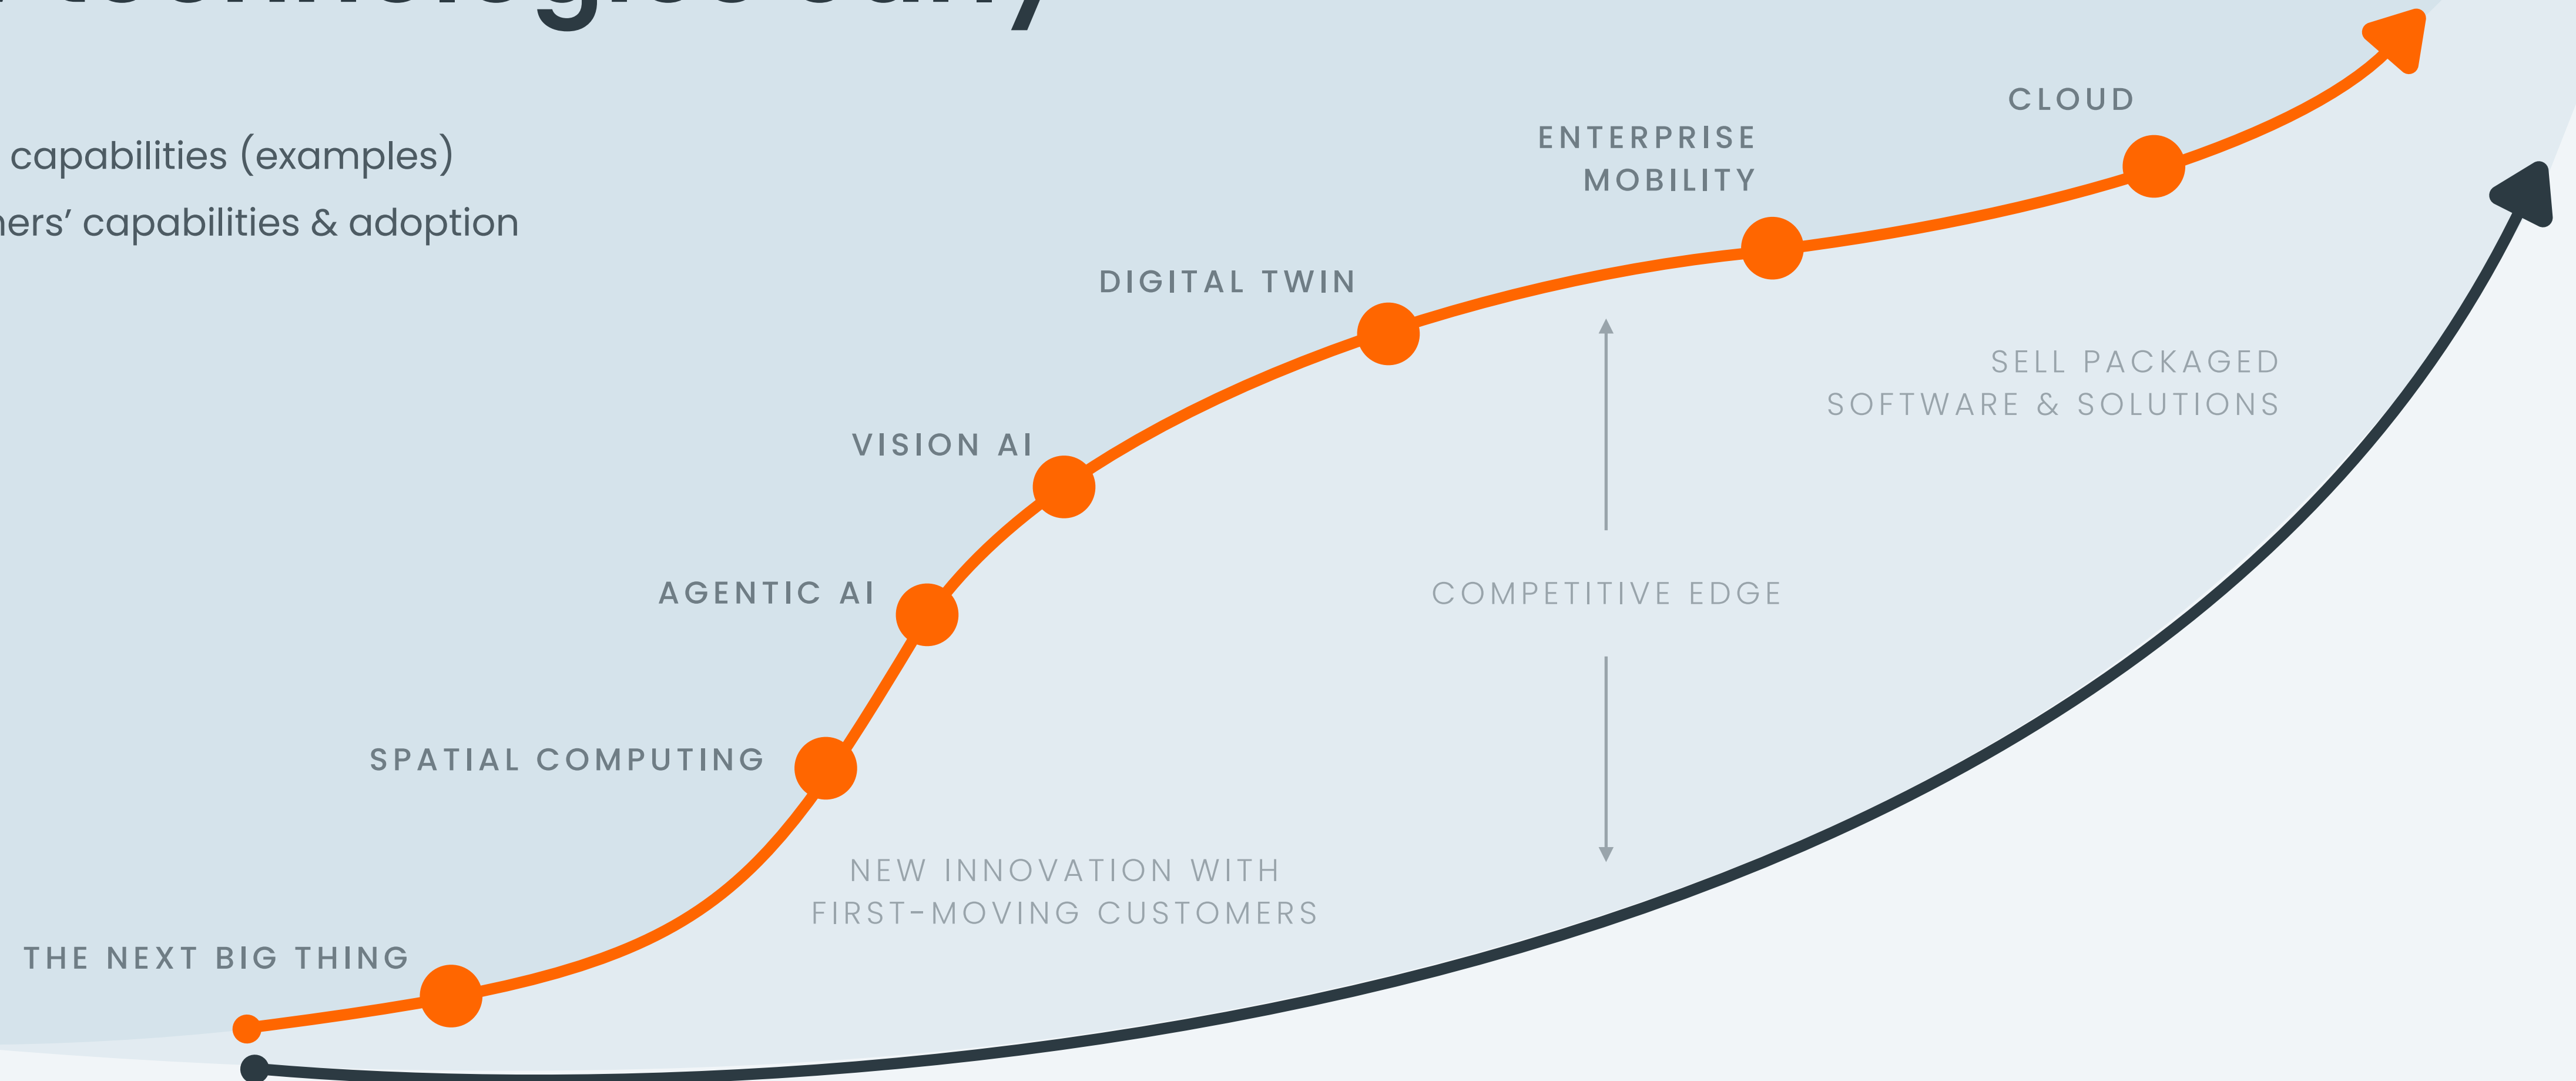 capabilities (examples)
capabilities & adoption
CLOUD
ENTERPRISE
MOBILITY
DIGITAL TWIN
SELL PACKAGED
SOFTWARE & SOLUTIONS
VISION AI
AGENTIC AI
COMPETITIVE EDGE
SPATIAL COMPUTING
NEW INNOVATION WITH
FIRST-MOVING CUSTOMERS
THE NEXT BIG THING